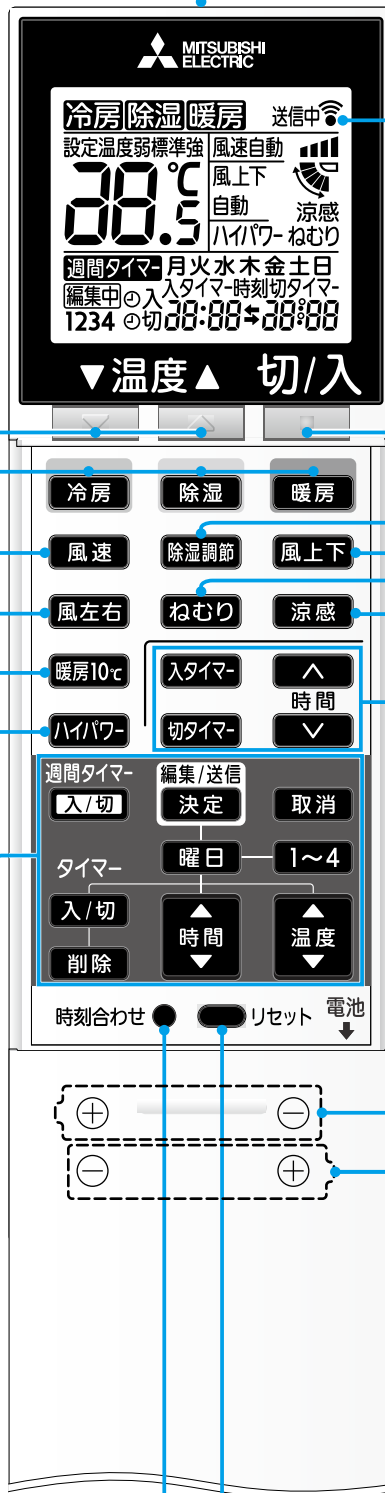 MITSUBISHI
ELECTRIC
冷房 除湿 暖房 送信中
設定温度弱標準強 風速自動
28.5℃ 風上下
自動 涼感
ハイパワー ねむり
週間タイマー 月火水木金土日
編集中 入 入タイマー時刻切タイマー
1234 切 28:88⇆28:88
▼温度▲ 切/入
冷房 除湿 暖房
風速 除湿調節 風上下
風左右 ねむり 涼感
暖房10℃ 入タイマー
時間
ハイパワー 切タイマー
週間タイマー 編集/送信
入/切 決定 取消
タイマー 曜日 1~4
入/切 時間 温度
削除
時刻合わせ リセット 電池
⊕ ⊖
⊖ ⊕